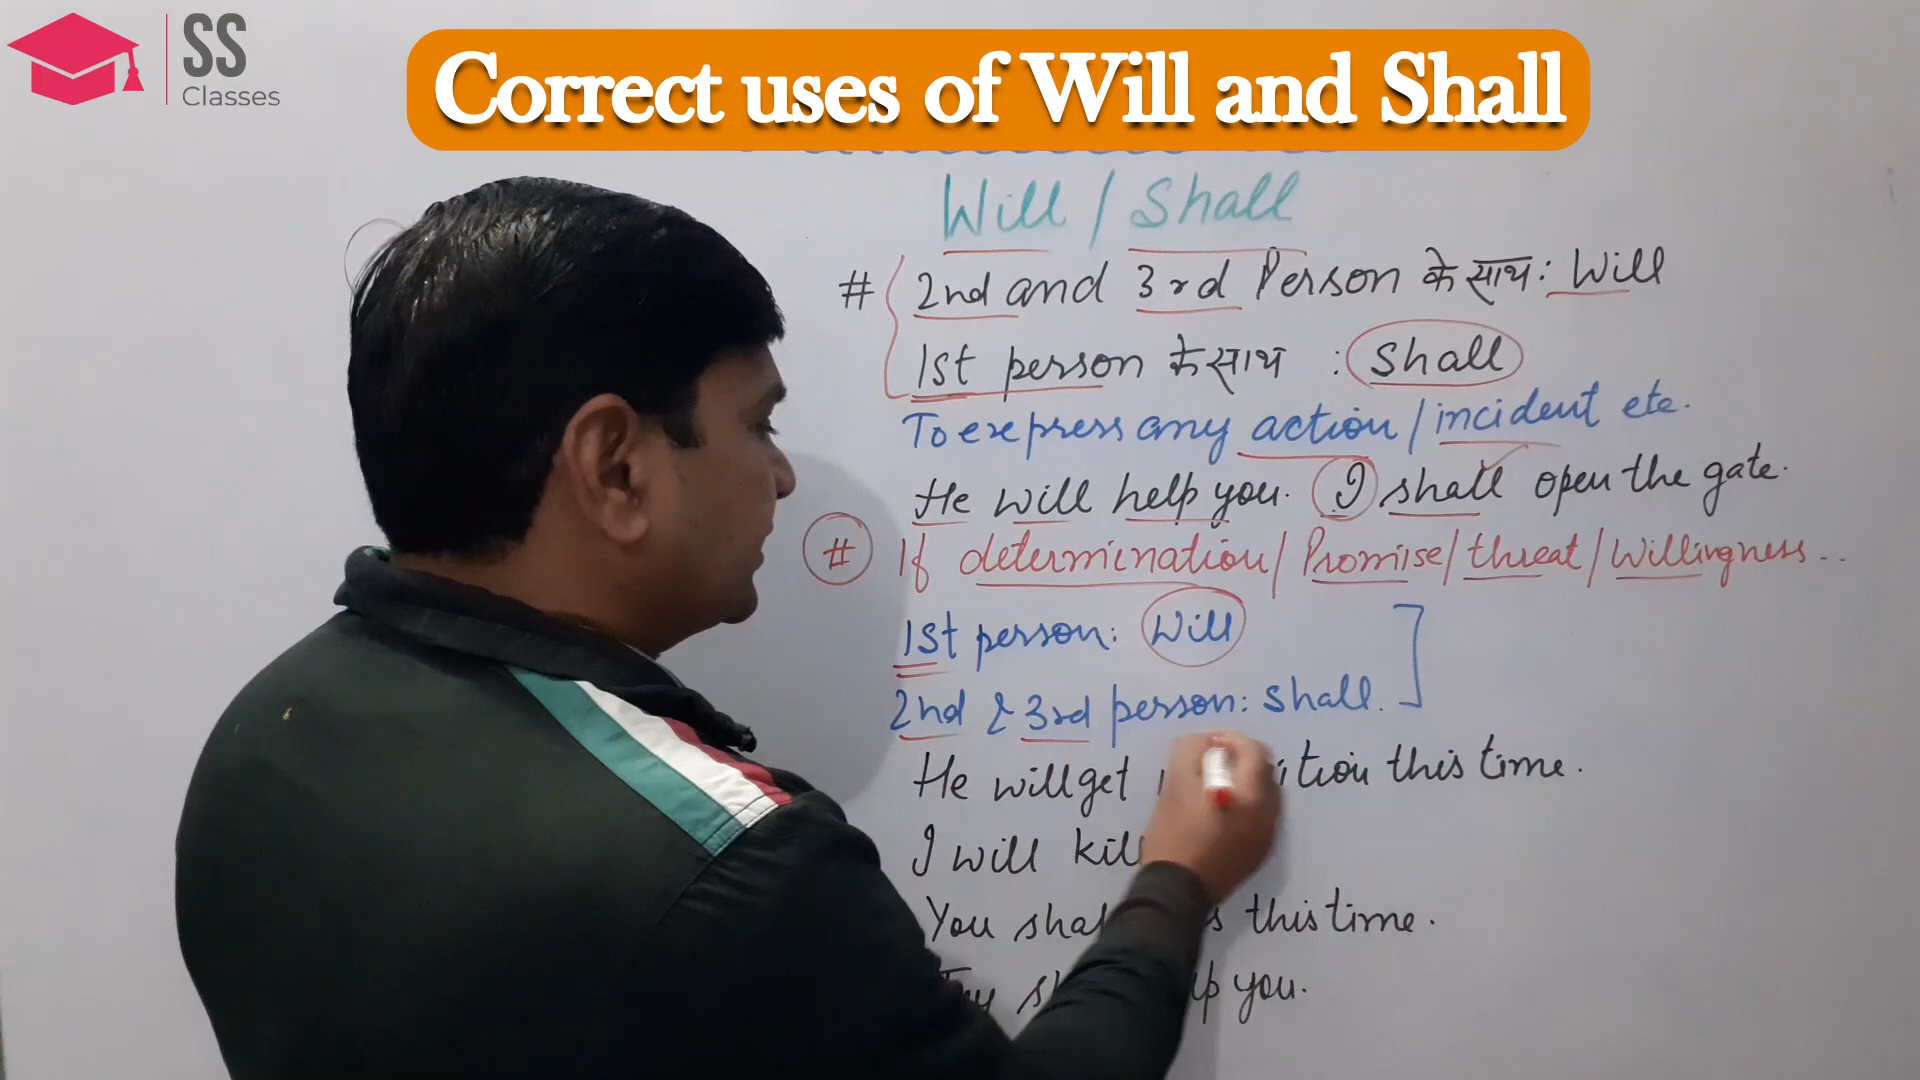 SS
Classes
Correct uses of Will and Shall
Will / Shall
# 2nd and 3rd Person के साथ : Will
1st person के साथ : Shall
To express any action / incident etc.
He will help you. I shall open the gate.
# If determination / Promise / threat / Willingness ..
1st person: Will
2nd & 3rd person: shall.
He will get this time.
I will
You this time.
you.